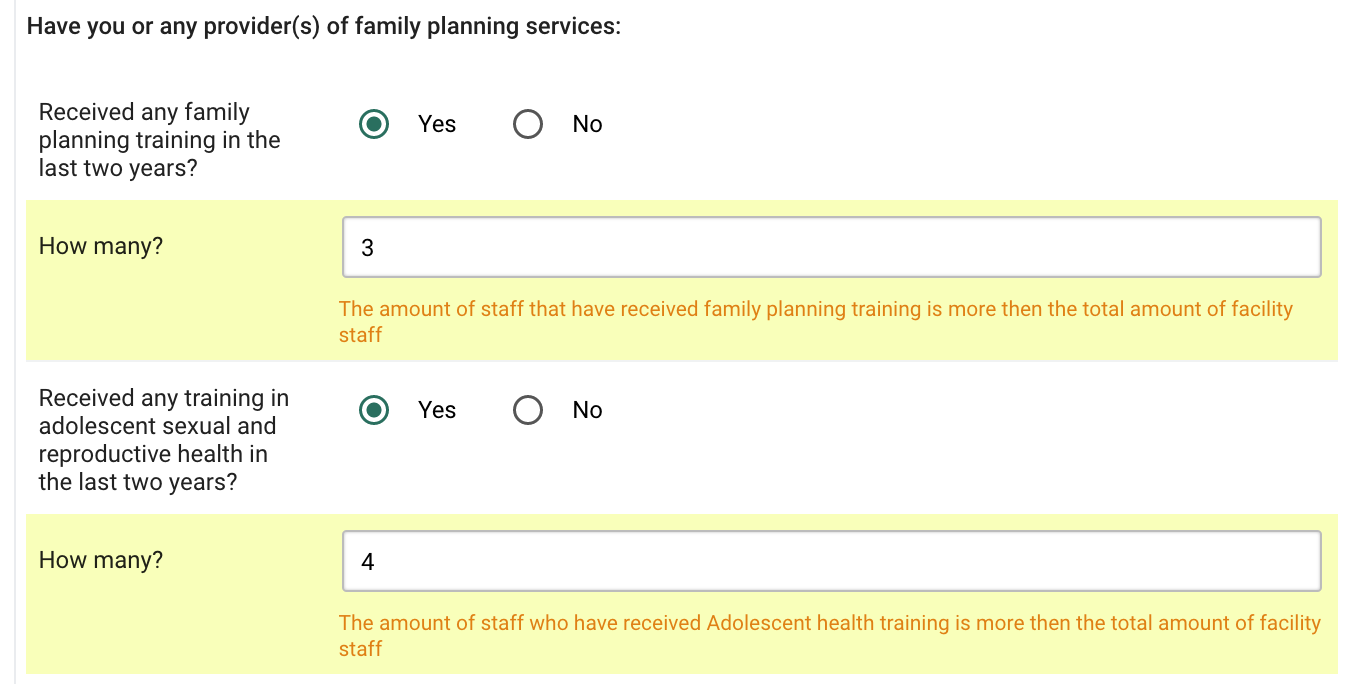 Have you or any provider(s) of family planning services:
Received any family
planning training in the
last two years?
Yes
No
How many?
3
The amount of staff that have received family planning training is more then the total amount of facility
staff
Received any training in
adolescent sexual and
reproductive health in
the last two years?
Yes
No
How many?
4
The amount of staff who have received Adolescent health training is more then the total amount of facility
staff